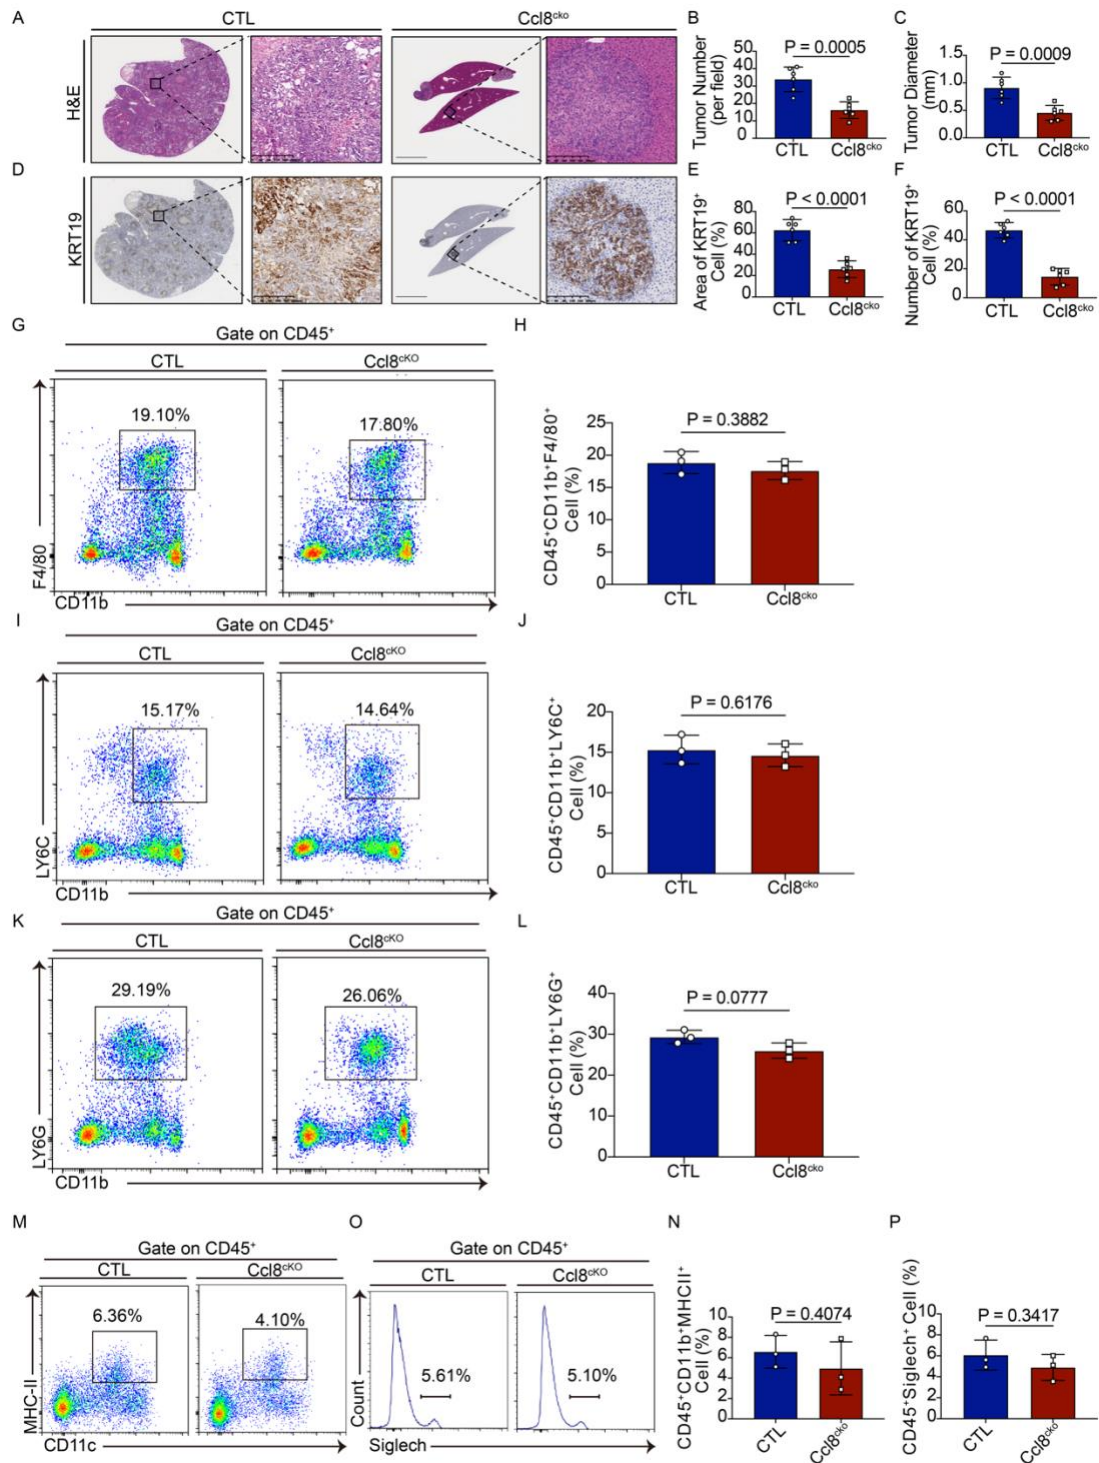 A
CTL
Ccl8cko
H&E
B
Tumor Number
(per field)
50
40
30
20
10
0
P = 0.0005
CTL
Ccl8cko
C
Tumor Diameter
(mm)
1.5
1.0
0.5
0.0
P = 0.0009
CTL
Ccl8cko
D
KRT19
E
Area of KRT19+
Cell (%)
80
60
40
20
0
P < 0.0001
CTL
Ccl8cko
F
Number of KRT19+
Cell (%)
60
40
20
0
P < 0.0001
CTL
Ccl8cko
G
Gate on CD45+
CTL
Ccl8cKO
19.10%
17.80%
F4/80
CD11b
H
CD45+CD11b+F4/80+
Cell (%)
25
20
15
10
5
0
P = 0.3882
CTL
Ccl8cko
I
Gate on CD45+
CTL
Ccl8cKO
15.17%
14.64%
LY6C
CD11b
J
CD45+CD11b+LY6C+
Cell (%)
20
15
10
5
0
P = 0.6176
CTL
Ccl8cko
K
Gate on CD45+
CTL
Ccl8cKO
29.19%
26.06%
LY6G
CD11b
L
CD45+CD11b+LY6G+
Cell (%)
40
30
20
10
0
P = 0.0777
CTL
Ccl8cko
M
Gate on CD45+
CTL
Ccl8cKO
6.36%
4.10%
MHC-II
CD11c
O
Gate on CD45+
CTL
Ccl8cKO
5.61%
5.10%
Count
Siglech
N
CD45+CD11b+MHCII+
Cell (%)
10
8
6
4
2
0
P = 0.4074
CTL
Ccl8cko
P
CD45+Siglech+ Cell (%)
10
8
6
4
2
0
P = 0.3417
CTL
Ccl8cko